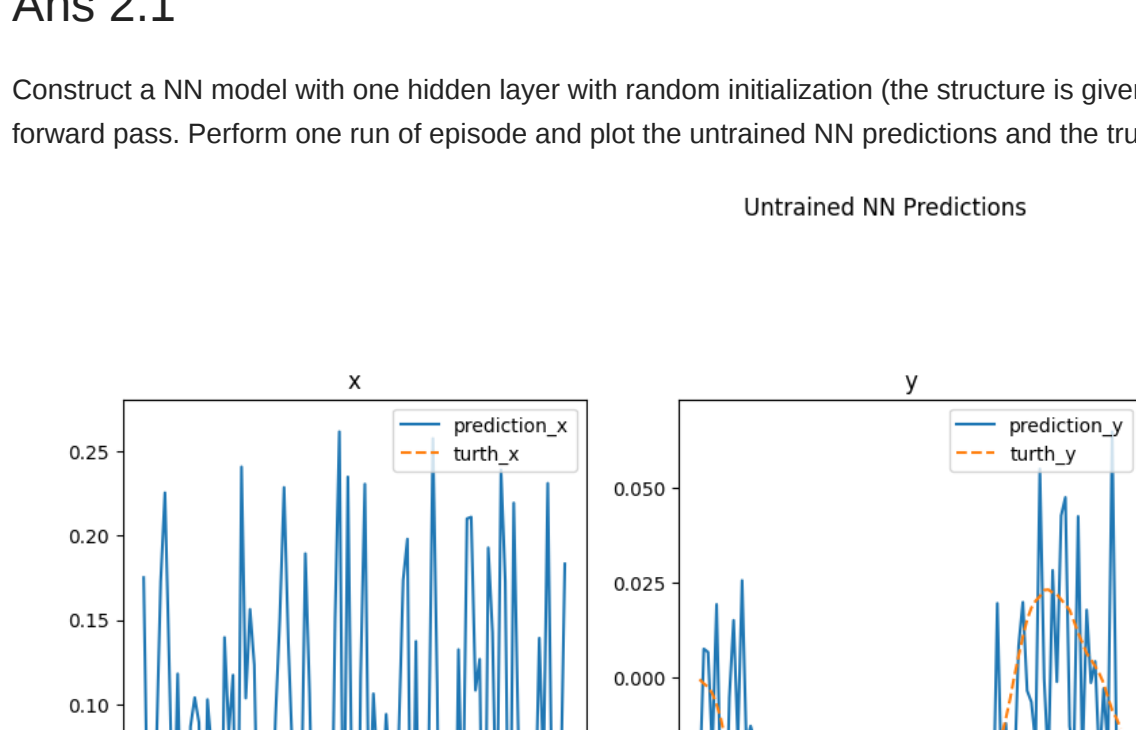 Ans 2.1
Construct a NN model with one hidden layer with random initialization (the structure is given
forward pass. Perform one run of episode and plot the untrained NN predictions and the
Untrained NN Predictions
x
prediction_x
turth_x
0.25
0.20
0.15
0.10
y
prediction_y
turth_y
0.050
0.025
0.000